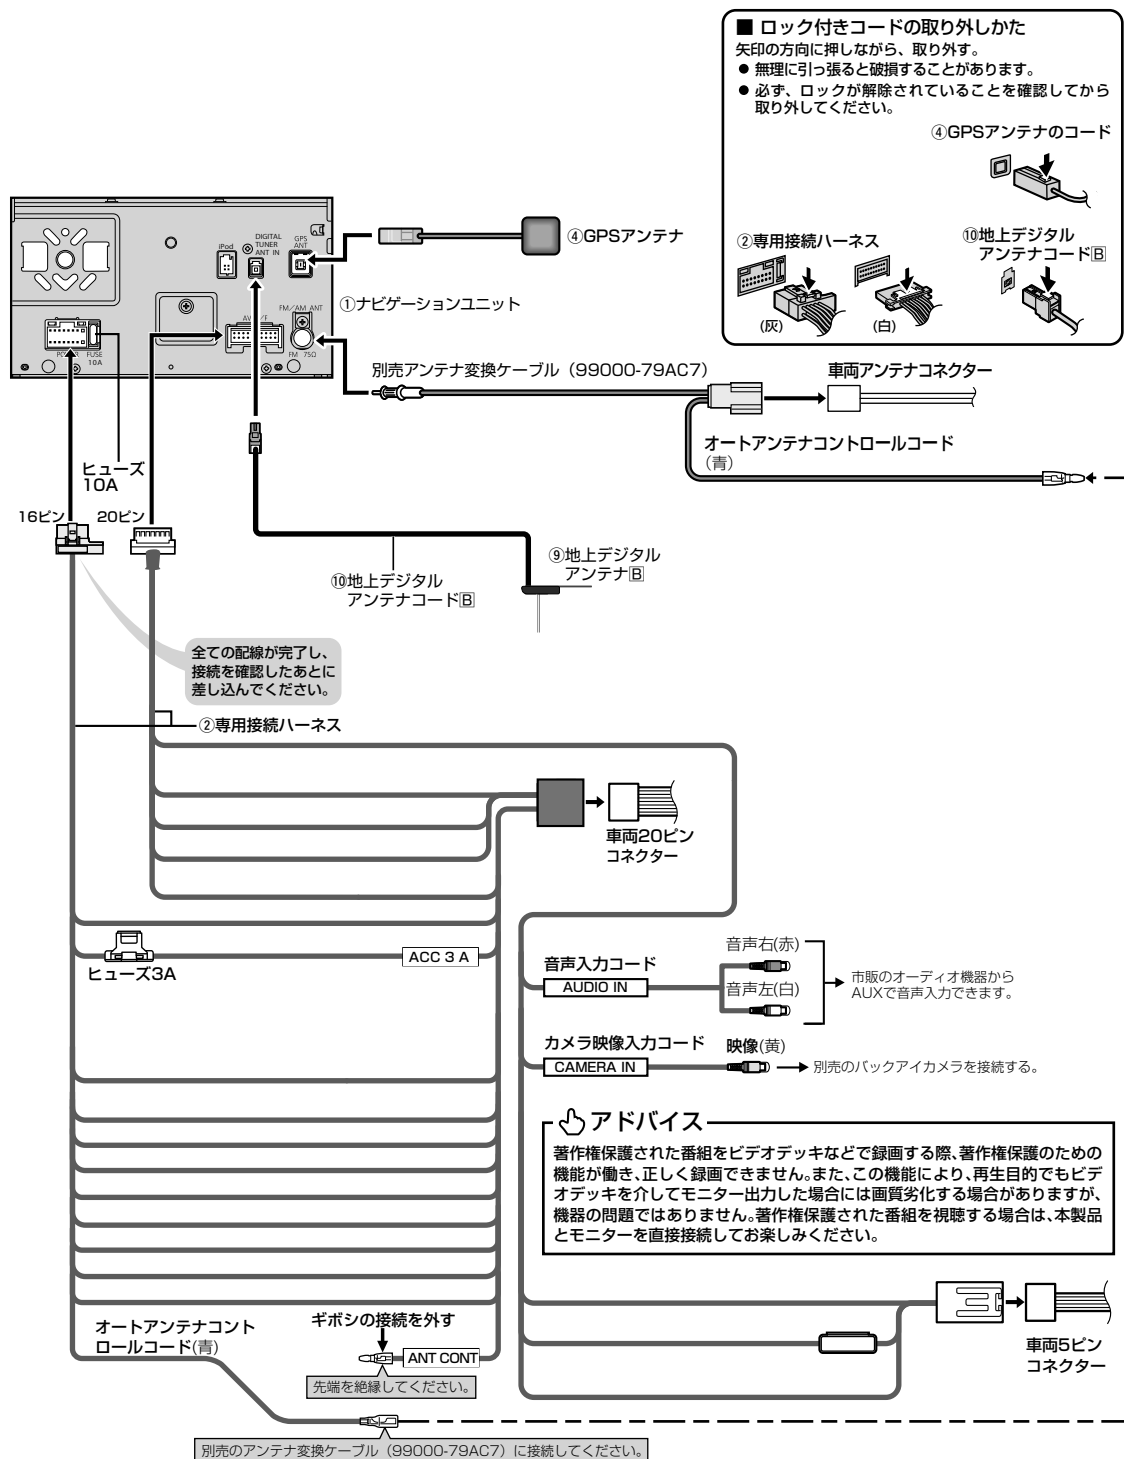 ■ ロック付きコードの取り外しかた
矢印の方向に押しながら、取り外す。
● 無理に引っ張ると破損することがあります。
● 必ず、ロックが解除されていることを確認してから
取り外してください。
④GPSアンテナのコード
②専用接続ハーネス
⑩地上デジタル
アンテナコードB
(灰)
(白)
iPod
DIGITAL
TUNER
ANT IN
GPS
ANT
④GPSアンテナ
①ナビゲーションユニット
FM/AM ANT
FM 75Ω
FUSE
10A
別売アンテナ変換ケーブル（99000-79AC7）
車両アンテナコネクター
オートアンテナコントロールコード
（青）
ヒューズ
10A
16ピン
20ピン
⑨地上デジタル
アンテナB
⑩地上デジタル
アンテナコードB
全ての配線が完了し、
接続を確認したあとに
差し込んでください。
②専用接続ハーネス
車両20ピン
コネクター
ヒューズ3A
ACC 3 A
音声入力コード
AUDIO IN
音声右(赤)
音声左(白)
市販のオーディオ機器から
AUXで音声入力できます。
カメラ映像入力コード
CAMERA IN
映像(黄)
別売のバックアイカメラを接続する。
アドバイス
著作権保護された番組をビデオデッキなどで録画する際、著作権保護のための
機能が働き、正しく録画できません。また、この機能により、再生目的でもビデ
オデッキを介してモニター出力した場合には画質劣化する場合がありますが、
機器の問題ではありません。著作権保護された番組を視聴する場合は、本製品
とモニターを直接接続してお楽しみください。
オートアンテナコント
ロールコード(青)
ギボシの接続を外す
ANT CONT
先端を絶縁してください。
車両5ピン
コネクター
別売のアンテナ変換ケーブル（99000-79AC7）に接続してください。